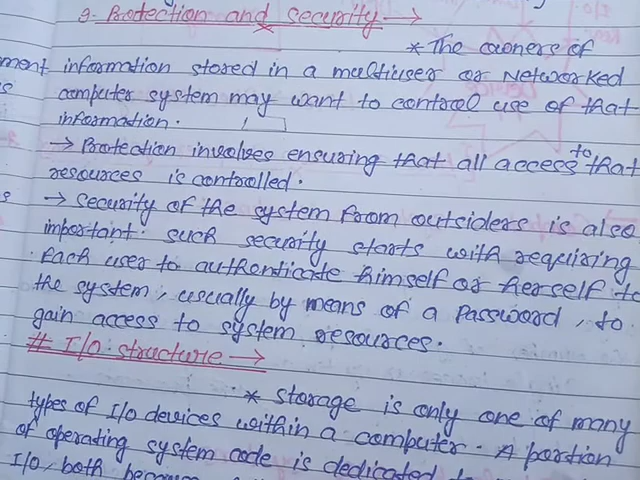 9. Protection and security →
* The owners of
ment information stored in a multiuser or Networked
computer system may want to control use of that
information.
→ Protection involves ensuring that all access to that
resources is controlled.
s → security of the system from outsiders is also
important. such security starts with requiring
Each user to authenticate himself or herself to
the system, usually by means of a password, to
gain access to system resources.
# I/O structure →
* storage is only one of many
types of I/O devices within a computer. A portion
of operating system code is dedicated to
I/O, both